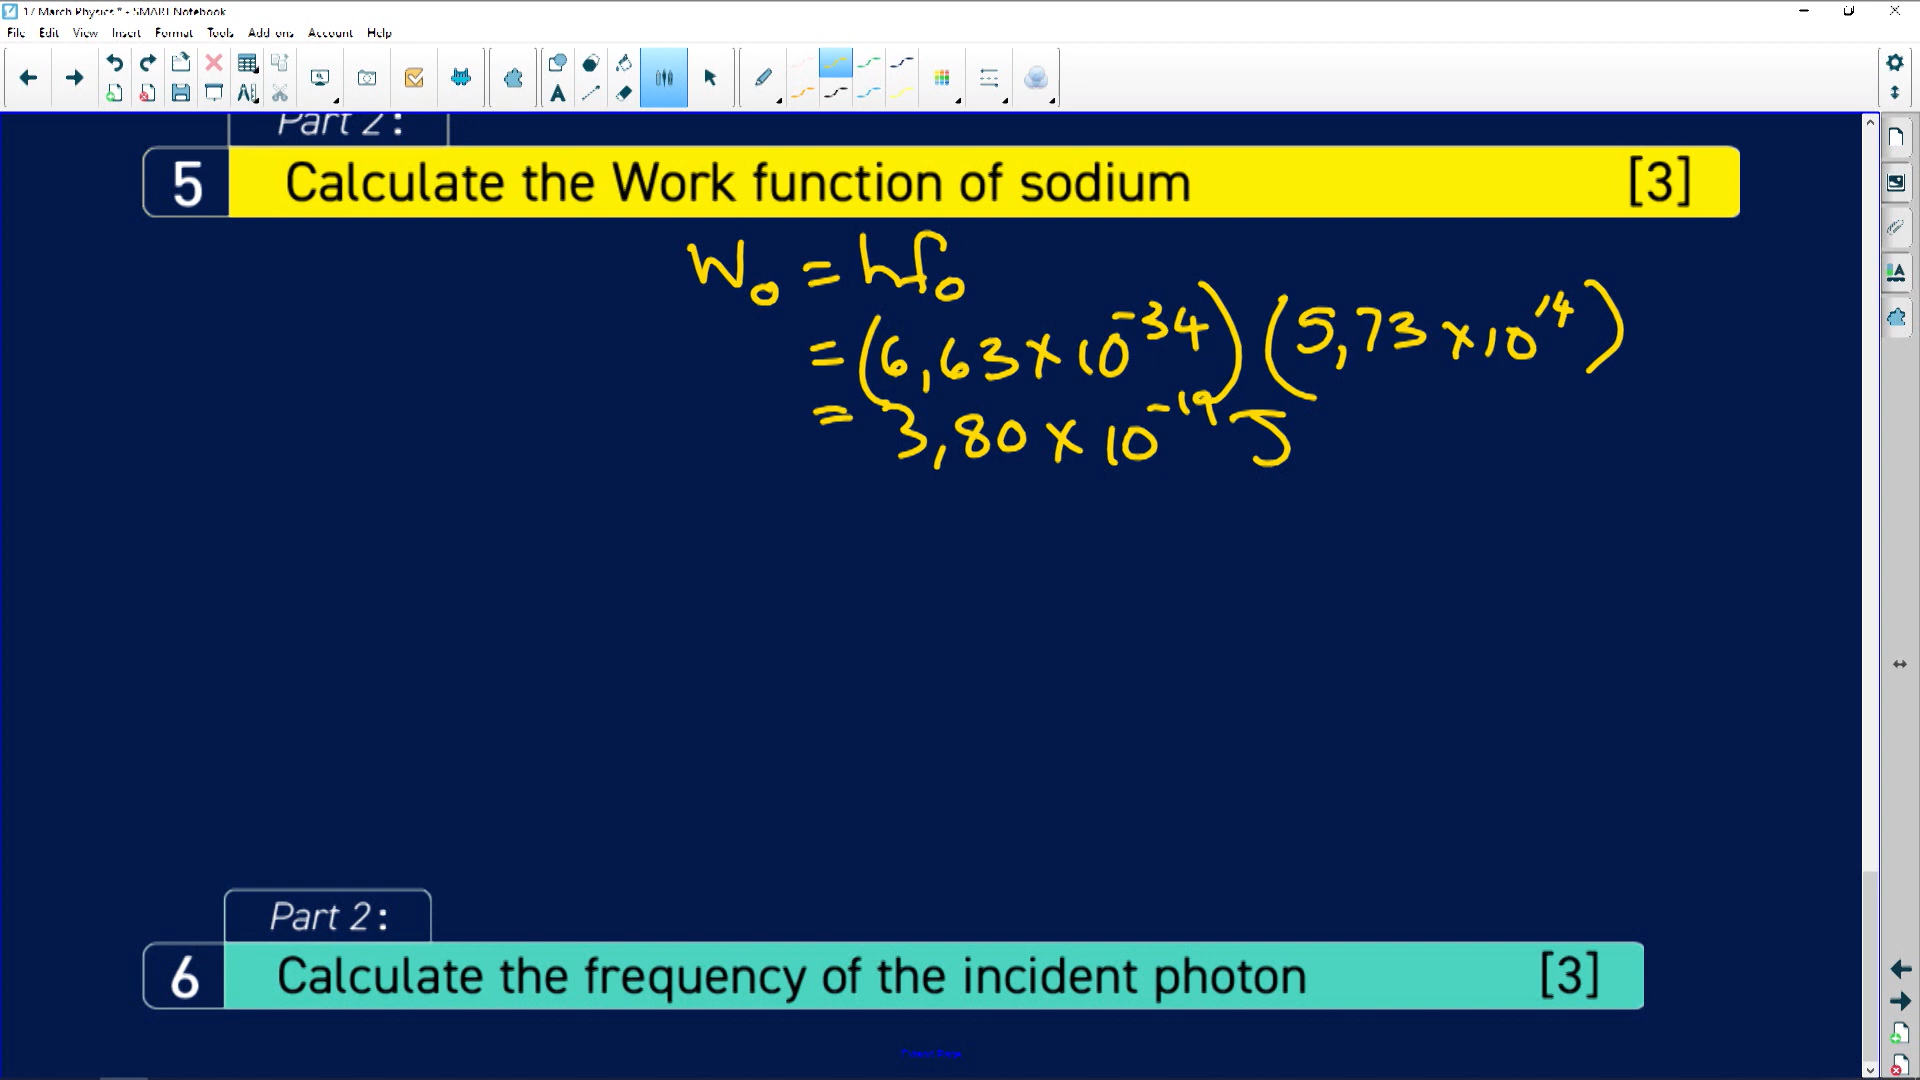 17 March Physics * - SMART Notebook
File Edit View Insert Format Tools Add-ons Account Help
Part 2:
5 Calculate the Work function of sodium [3]
W₀ = hf₀
= (6,63 × 10⁻³⁴) (5,73 × 10¹⁴)
= 3,80 × 10⁻¹⁹ J
Part 2:
6 Calculate the frequency of the incident photon [3]